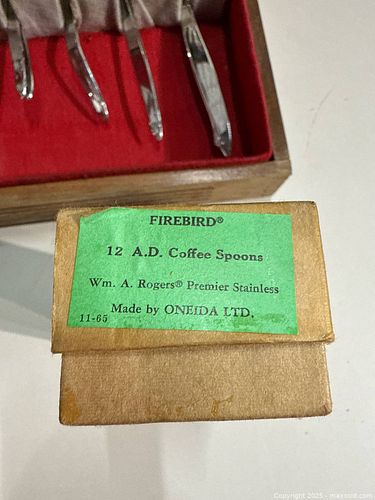 FIREBIRD®
12 A.D. Coffee Spoons
Wm. A. Rogers® Premier Stainless
Made by ONEIDA LTD.
11-65
Copyright 2025 - maxsold.com